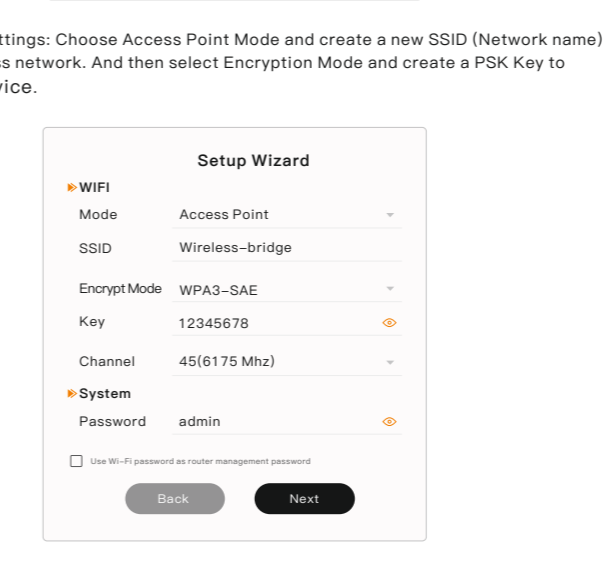 ttings: Choose Access Point Mode and create a new SSID (Network name)
ss network. And then select Encryption Mode and create a PSK Key to
vice.
Setup Wizard
WIFI
Mode Access Point
SSID Wireless-bridge
Encrypt Mode WPA3-SAE
Key 12345678
Channel 45(6175 Mhz)
System
Password admin
Use Wi-Fi password as router management password
Back Next